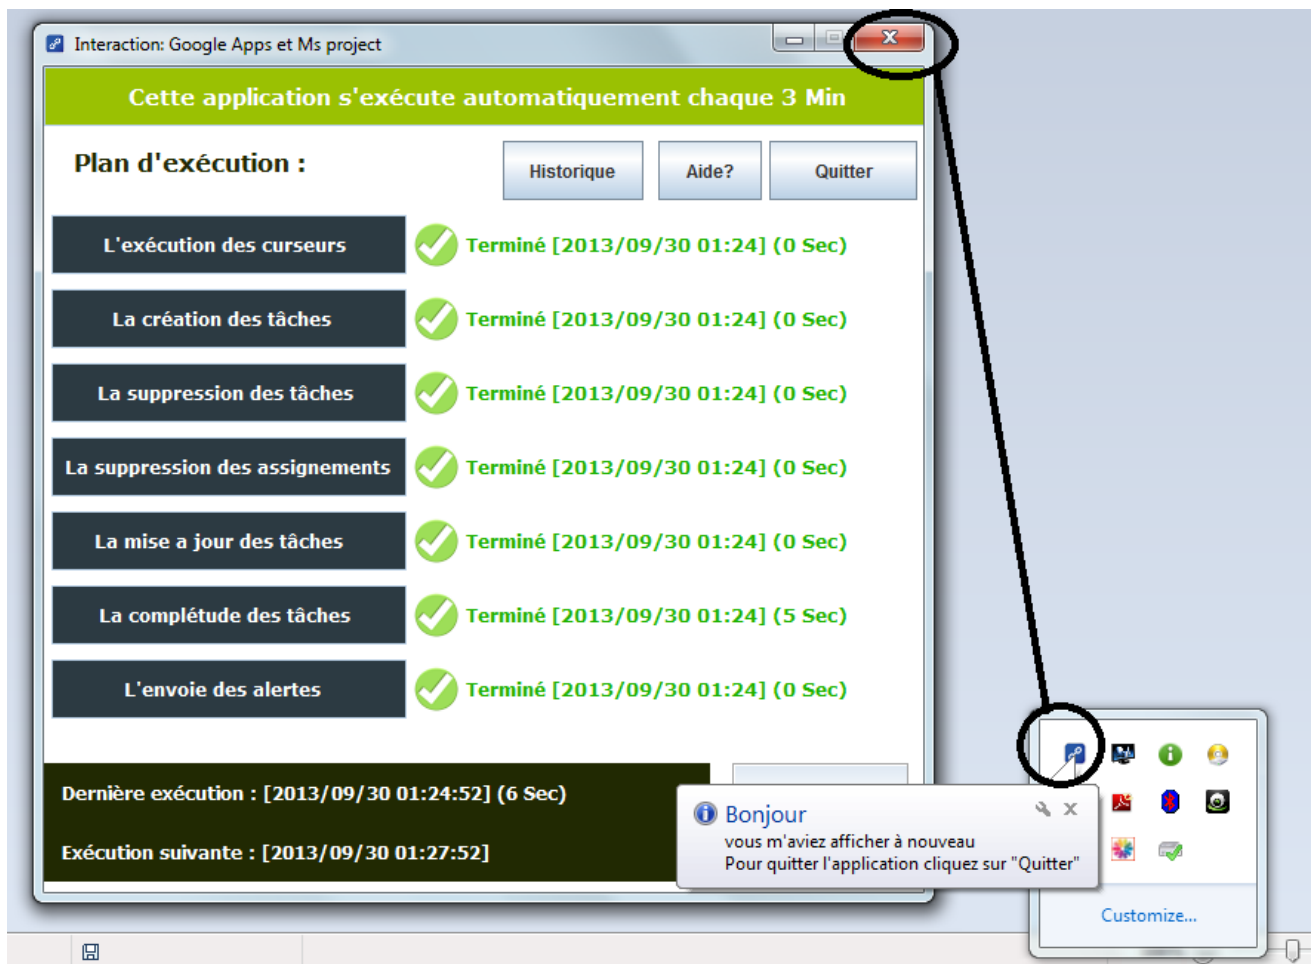 Interaction: Google Apps et Ms project
Cette application s'exécute automatiquement chaque 3 Min
Plan d'exécution :
Historique
Aide?
Quitter
L'exécution des curseurs
Terminé [2013/09/30 01:24] (0 Sec)
La création des tâches
Terminé [2013/09/30 01:24] (0 Sec)
La suppression des tâches
Terminé [2013/09/30 01:24] (0 Sec)
La suppression des assignements
Terminé [2013/09/30 01:24] (0 Sec)
La mise a jour des tâches
Terminé [2013/09/30 01:24] (0 Sec)
La complétude des tâches
Terminé [2013/09/30 01:24] (5 Sec)
L'envoie des alertes
Terminé [2013/09/30 01:24] (0 Sec)
Dernière exécution : [2013/09/30 01:24:52] (6 Sec)
Exécution suivante : [2013/09/30 01:27:52]
Bonjour
vous m'aviez afficher à nouveau
Pour quitter l'application cliquez sur "Quitter"
Customize...